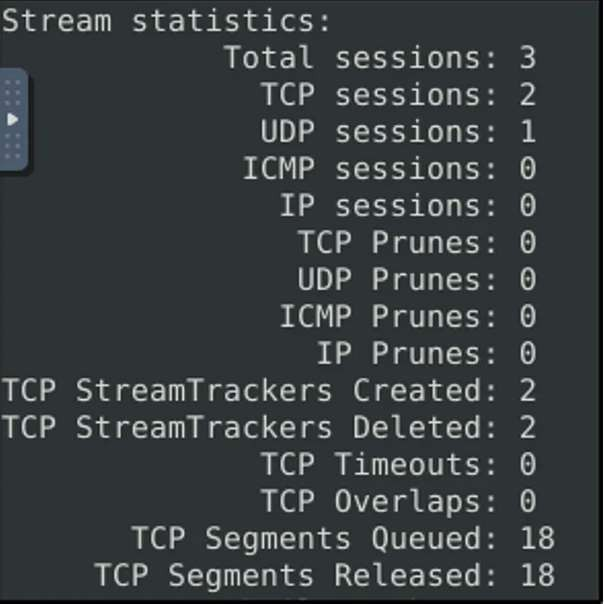 Stream statistics:
Total sessions: 3
TCP sessions: 2
UDP sessions: 1
ICMP sessions: 0
IP sessions: 0
TCP Prunes: 0
UDP Prunes: 0
ICMP Prunes: 0
IP Prunes: 0
TCP StreamTrackers Created: 2
TCP StreamTrackers Deleted: 2
TCP Timeouts: 0
TCP Overlaps: 0
TCP Segments Queued: 18
TCP Segments Released: 18